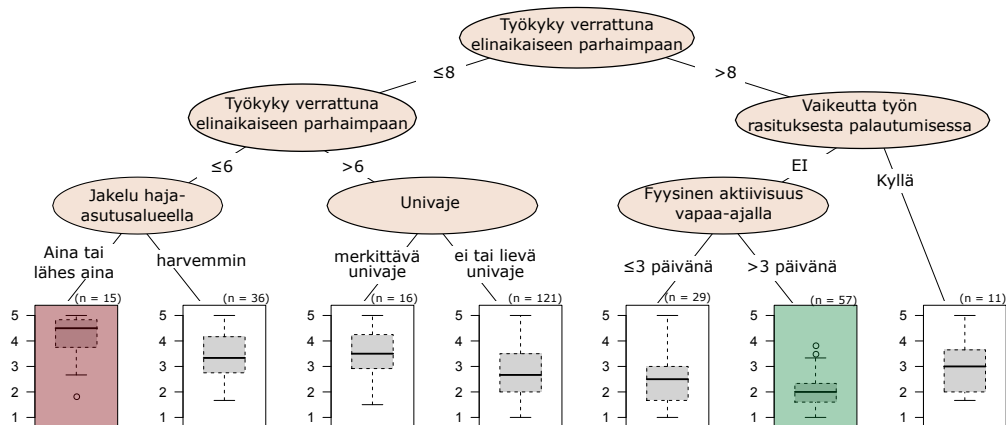 Työkyky verrattuna
elinaikaiseen parhaimpaan
≤8
>8
Työkyky verrattuna
elinaikaiseen parhaimpaan
Vaikeutta työn
rasituksesta palautumisessa
≤6
>6
EI
Kyllä
Jakelu haja-
asutusalueella
Univaje
Fyysinen aktiivisuus
vapaa-ajalla
Aina tai
lähes aina
harvemmin
merkittävä
univaje
ei tai lievä
univaje
≤3 päivänä
>3 päivänä
(n = 15)
(n = 36)
(n = 16)
(n = 121)
(n = 29)
(n = 57)
(n = 11)
5 5 5 5 5 5 5
4 4 4 4 4 4 4
3 3 3 3 3 3 3
2 2 2 2 2 2 2
1 1 1 1 1 1 1